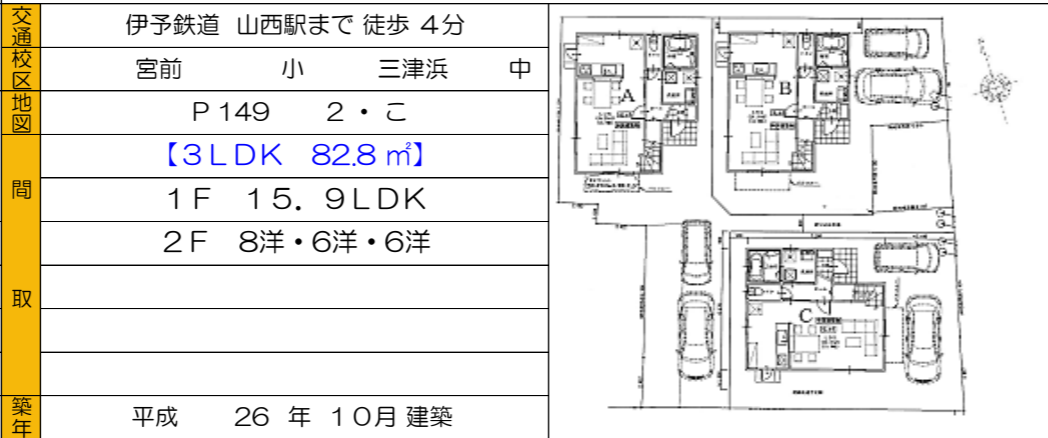 交通 伊予鉄道 山西駅まで 徒歩 4分
校区 宮前 小 三津浜 中
地図 P149 2・こ
間取
【3LDK 82.8㎡】
1F 15.9LDK
2F 8洋・6洋・6洋
築年 平成 26 年 10月 建築
A
B
C